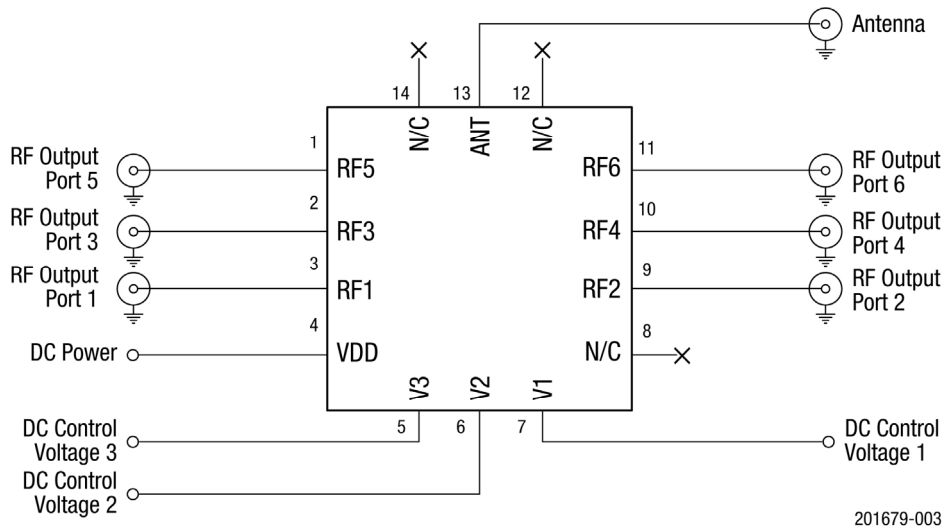 Antenna
14
13
12
N/C
ANT
N/C
1
11
RF Output
Port 5
RF5
RF6
RF Output
Port 6
2
10
RF Output
Port 3
RF3
RF4
RF Output
Port 4
3
9
RF Output
Port 1
RF1
RF2
RF Output
Port 2
4
8
DC Power
VDD
N/C
V3
V2
V1
5
6
7
DC Control
Voltage 3
DC Control
Voltage 1
DC Control
Voltage 2
201679-003